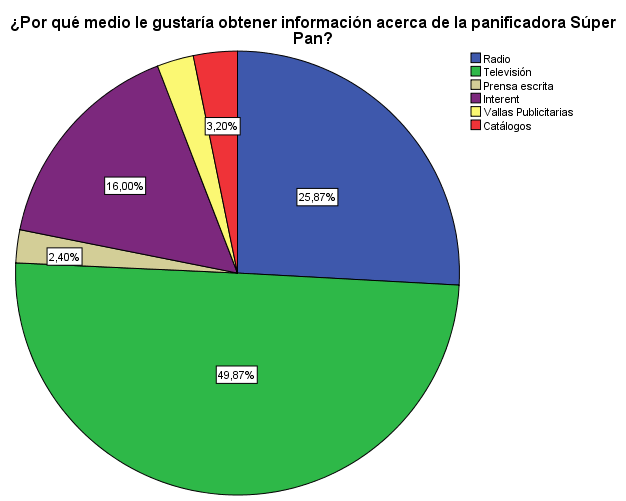 ¿Por qué medio le gustaría obtener información acerca de la panificadora Súper
Pan?
Radio
Televisión
Prensa escrita
Interent
Vallas Publicitarias
Catálogos
3,20%
16,00%
25,87%
2,40%
49,87%